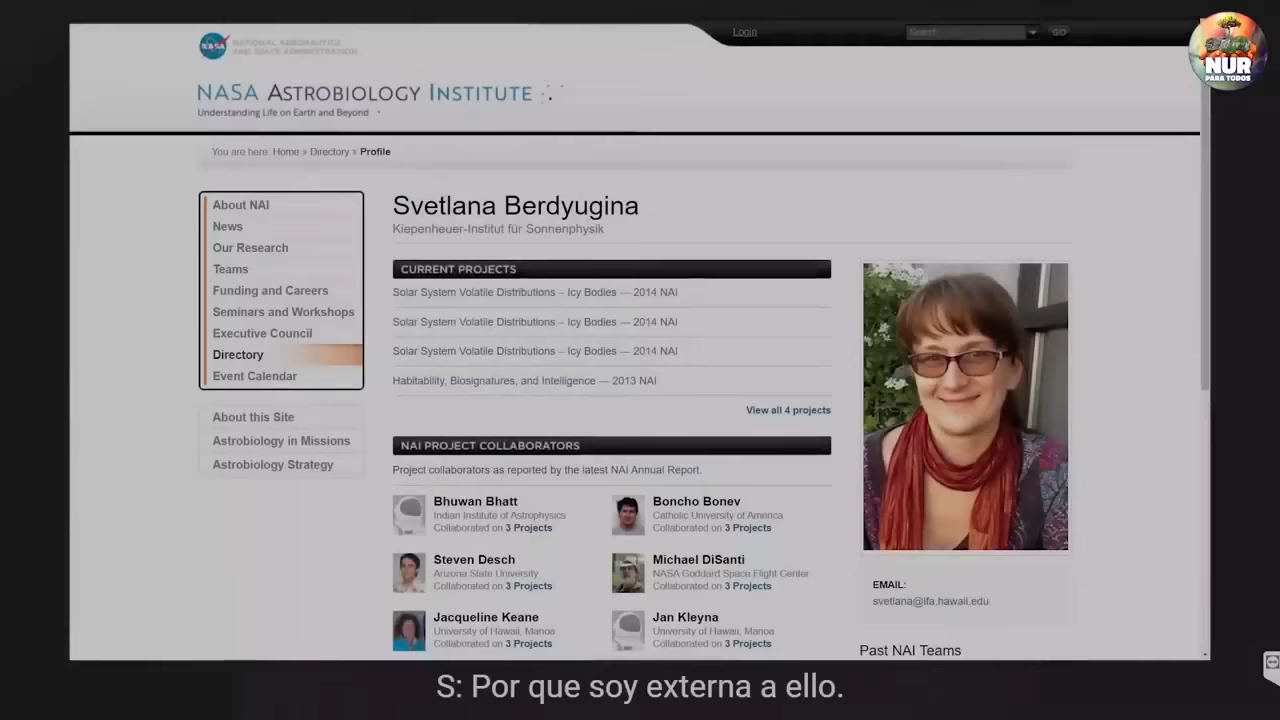 NASA
NATIONAL AERONAUTICS
AND SPACE ADMINISTRATION
Login
Search
GO
NUR
PARA TODOS
NASA ASTROBIOLOGY INSTITUTE
Understanding Life on Earth and Beyond
You are here: Home » Directory » Profile
About NAI
News
Our Research
Teams
Funding and Careers
Seminars and Workshops
Executive Council
Directory
Event Calendar
About this Site
Astrobiology in Missions
Astrobiology Strategy
Svetlana Berdyugina
Kiepenheuer-Institut für Sonnenphysik
CURRENT PROJECTS
Solar System Volatile Distributions – Icy Bodies — 2014 NAI
Solar System Volatile Distributions – Icy Bodies — 2014 NAI
Solar System Volatile Distributions – Icy Bodies — 2014 NAI
Habitability, Biosignatures, and Intelligence — 2013 NAI
View all 4 projects
NAI PROJECT COLLABORATORS
Project collaborators as reported by the latest NAI Annual Report.
Bhuwan Bhatt
Indian Institute of Astrophysics
Collaborated on 3 Projects
Boncho Bonev
Catholic University of America
Collaborated on 3 Projects
Steven Desch
Arizona State University
Collaborated on 3 Projects
Michael DiSanti
NASA Goddard Space Flight Center
Collaborated on 3 Projects
Jacqueline Keane
University of Hawaii, Manoa
Collaborated on 3 Projects
Jan Kleyna
University of Hawaii, Manoa
Collaborated on 3 Projects
EMAIL:
svetlana@ifa.hawaii.edu
Past NAI Teams
S: Por que soy externa a ello.